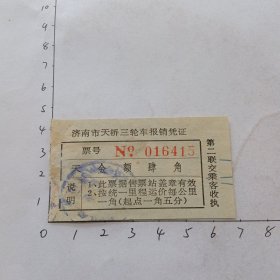 济南市天桥三轮车报销凭证
票号 No 016415
金额肆角
说明
1、此票据售票站盖章有效
2、按统一里程运价每公里
一角(起点一角五分)
第二联交乘客收执
0 1 2 3 4 5 6 7 8